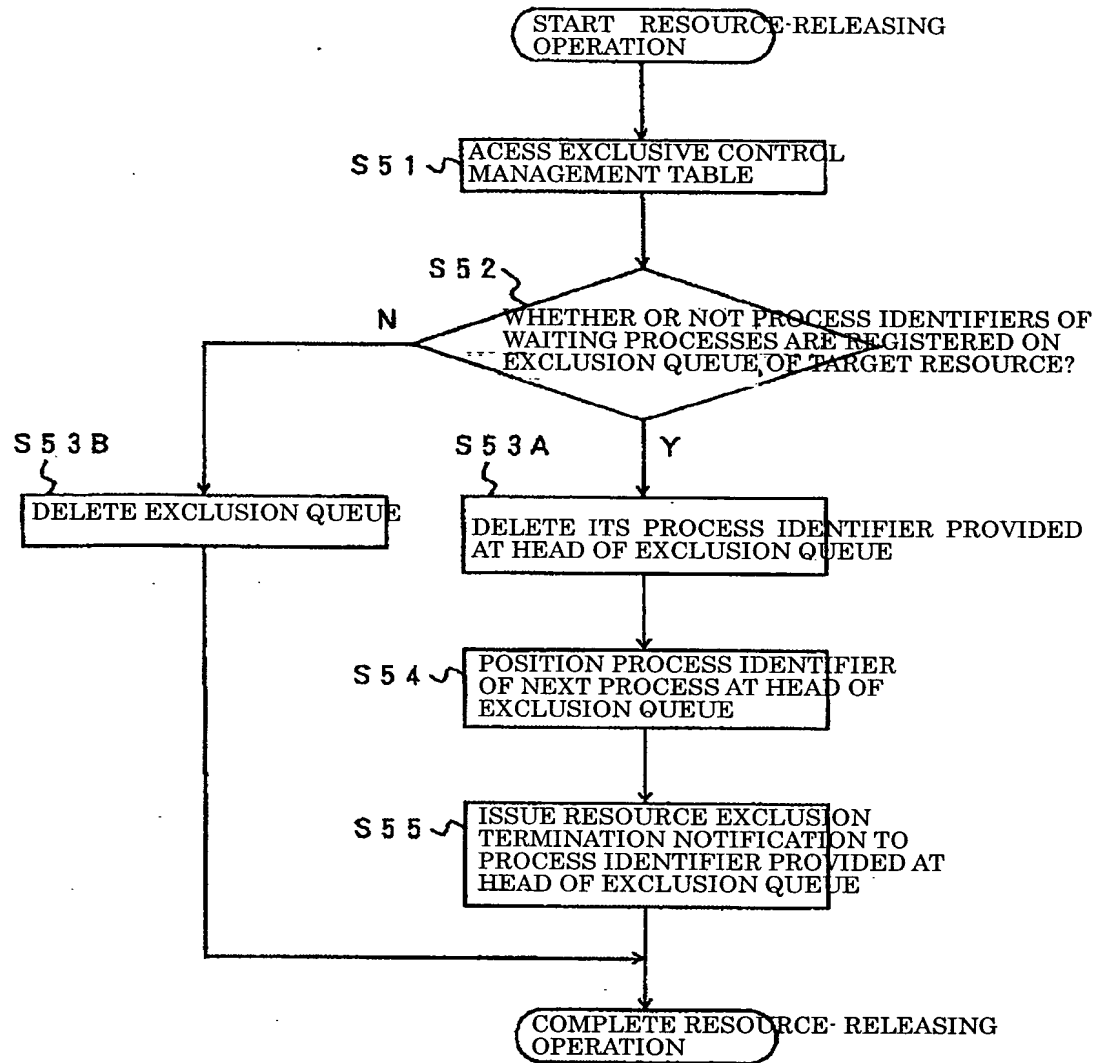 START RESOURCE-RELEASING
OPERATION
S51
ACESS EXCLUSIVE CONTROL
MANAGEMENT TABLE
S52
N
WHETHER OR NOT PROCESS IDENTIFIERS OF
WAITING PROCESSES ARE REGISTERED ON
EXCLUSION QUEUE OF TARGET RESOURCE?
Y
S53B
DELETE EXCLUSION QUEUE
S53A
DELETE ITS PROCESS IDENTIFIER PROVIDED
AT HEAD OF EXCLUSION QUEUE
S54
POSITION PROCESS IDENTIFIER
OF NEXT PROCESS AT HEAD OF
EXCLUSION QUEUE
S55
ISSUE RESOURCE EXCLUSION
TERMINATION NOTIFICATION TO
PROCESS IDENTIFIER PROVIDED AT
HEAD OF EXCLUSION QUEUE
COMPLETE RESOURCE- RELEASING
OPERATION